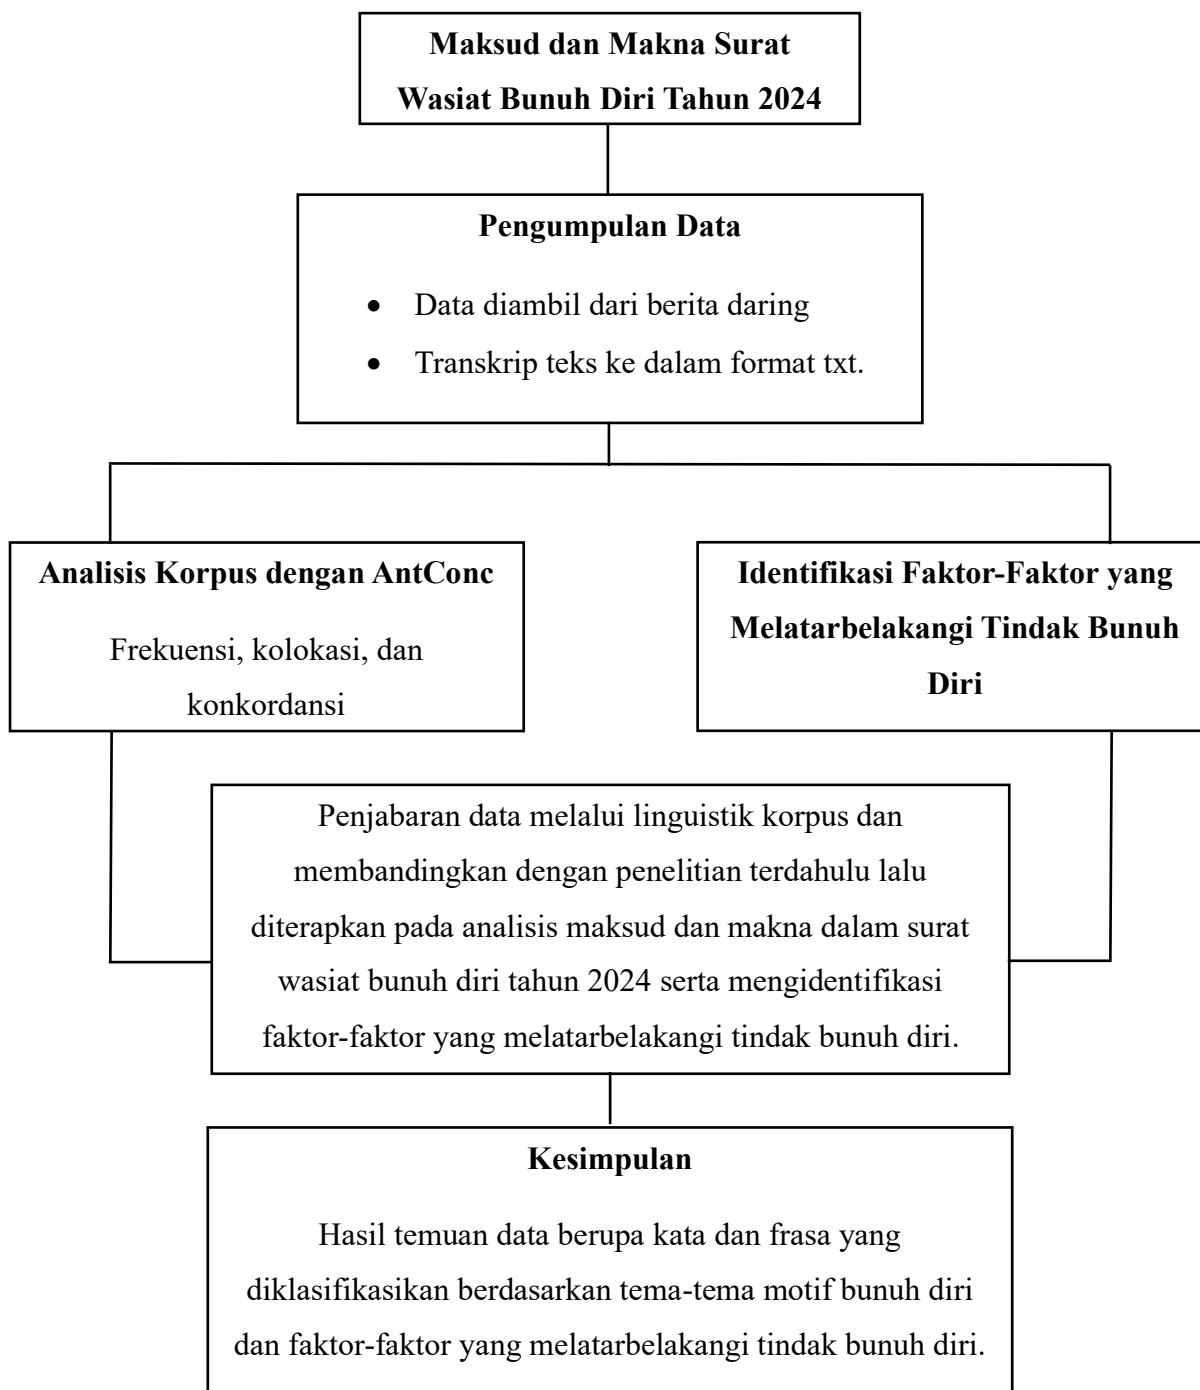 Maksud dan Makna Surat
Wasiat Bunuh Diri Tahun 2024
Pengumpulan Data
• Data diambil dari berita daring
• Transkrip teks ke dalam format txt.
Analisis Korpus dengan AntConc
Frekuensi, kolokasi, dan
konkordansi
Identifikasi Faktor-Faktor yang
Melatarbelakangi Tindak Bunuh
Diri
Penjabaran data melalui linguistik korpus dan
membandingkan dengan penelitian terdahulu lalu
diterapkan pada analisis maksud dan makna dalam surat
wasiat bunuh diri tahun 2024 serta mengidentifikasi
faktor-faktor yang melatarbelakangi tindak bunuh diri.
Kesimpulan
Hasil temuan data berupa kata dan frasa yang
diklasifikasikan berdasarkan tema-tema motif bunuh diri
dan faktor-faktor yang melatarbelakangi tindak bunuh diri.